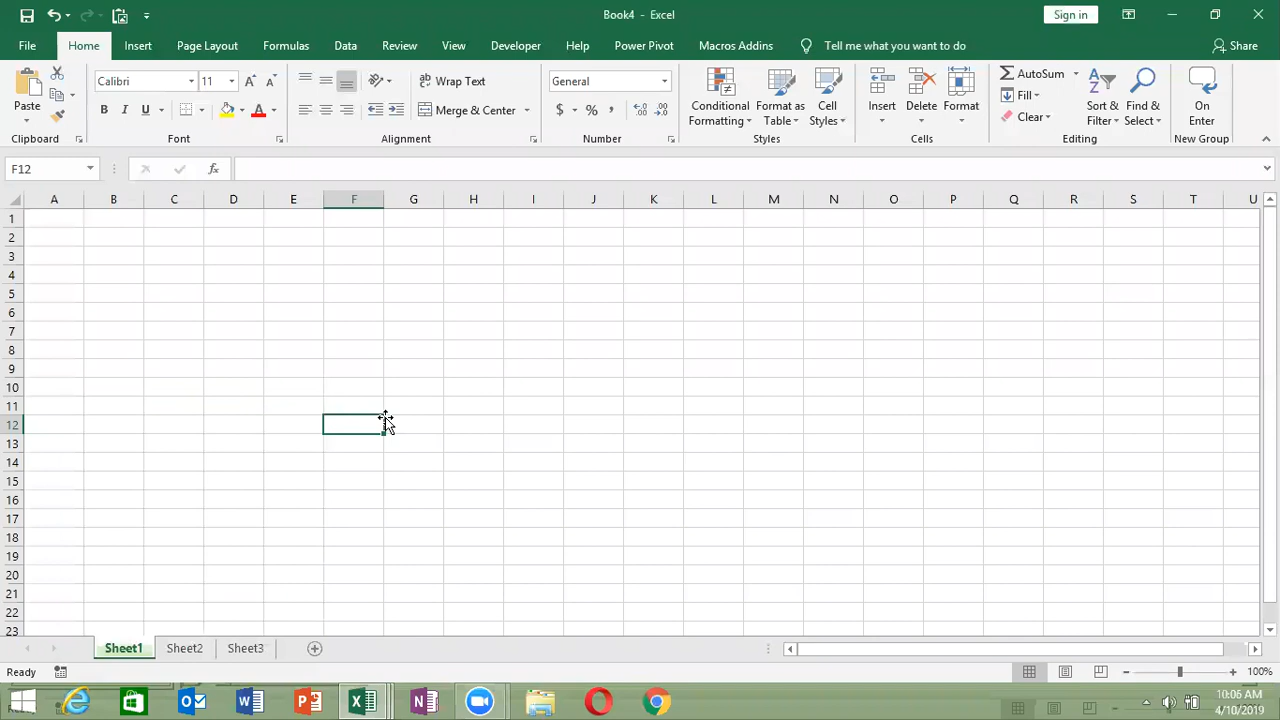 Book4 - Excel
Sign in
File Home Insert Page Layout Formulas Data Review View Developer Help Power Pivot Macros Addins Tell me what you want to do Share
Paste
Clipboard
Calibri 11
B I U A
Font
Wrap Text
Merge & Center
Alignment
General
$ % ,
Number
Conditional Formatting
Format as Table
Cell Styles
Styles
Insert Delete Format
Cells
AutoSum
Fill
Clear
Sort & Filter
Find & Select
Editing
On Enter
New Group
F12 fx
A B C D E F G H I J K L M N O P Q R S T U
1
2
3
4
5
6
7
8
9
10
11
12
13
14
15
16
17
18
19
20
21
22
23
Sheet1 Sheet2 Sheet3
Ready 100%
10:06 AM
4/10/2019